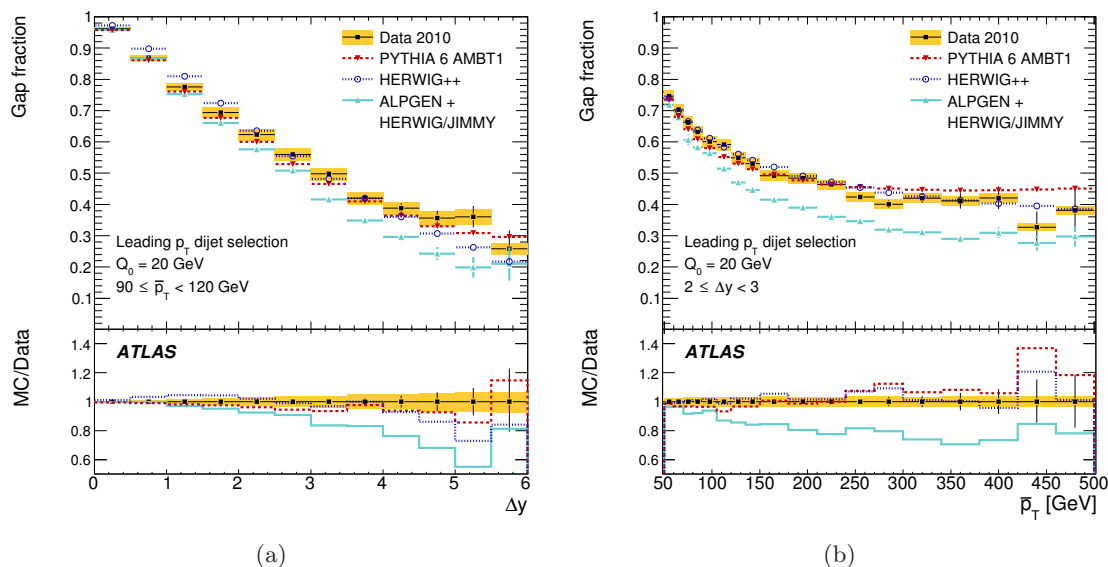 Gap fraction
1
0.9
0.8
0.7
0.6
0.5
0.4
0.3
0.2
0.1
Data 2010
PYTHIA 6 AMBT1
HERWIG++
ALPGEN +
HERWIG/JIMMY
Leading p_T dijet selection
Q_0 = 20 GeV
90 ≤ p̅_T < 120 GeV
MC/Data
1.4
1.2
1
0.8
0.6
ATLAS
0 1 2 3 4 5 6
Δy
(a)
Gap fraction
1
0.9
0.8
0.7
0.6
0.5
0.4
0.3
0.2
0.1
Data 2010
PYTHIA 6 AMBT1
HERWIG++
ALPGEN +
HERWIG/JIMMY
Leading p_T dijet selection
Q_0 = 20 GeV
2 ≤ Δy < 3
MC/Data
1.4
1.2
1
0.8
0.6
ATLAS
50 100 150 200 250 300 350 400 450 500
p̅_T [GeV]
(b)